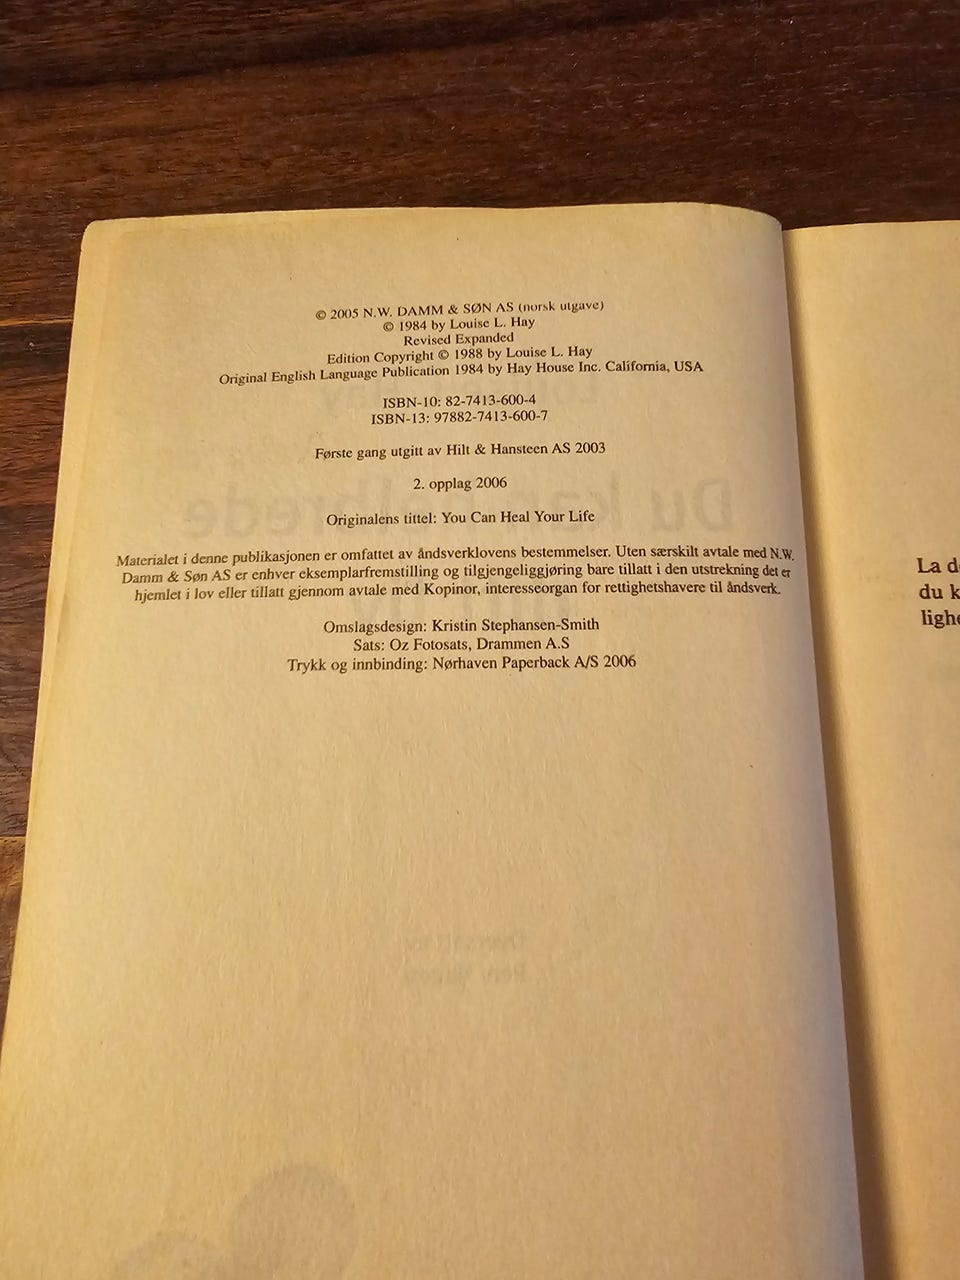 © 2005 N.W. DAMM & SØN AS (norsk utgave)
© 1984 by Louise L. Hay
Revised Expanded
Edition Copyright © 1988 by Louise L. Hay
Original English Language Publication 1984 by Hay House Inc. California, USA
ISBN-10: 82-7413-600-4
ISBN-13: 97882-7413-600-7
Første gang utgitt av Hilt & Hansteen AS 2003
2. opplag 2006
Originalens tittel: You Can Heal Your Life
Materialet i denne publikasjonen er omfattet av åndsverklovens bestemmelser. Uten særskilt avtale med N.W.
Damm & Søn AS er enhver eksemplarfremstilling og tilgjengeliggjøring bare tillatt i den utstrekning det er
hjemlet i lov eller tillatt gjennom avtale med Kopinor, interesseorgan for rettighetshavere til åndsverk.
Omslagsdesign: Kristin Stephansen-Smith
Sats: Oz Fotosats, Drammen A.S
Trykk og innbinding: Nørhaven Paperback A/S 2006
La
du